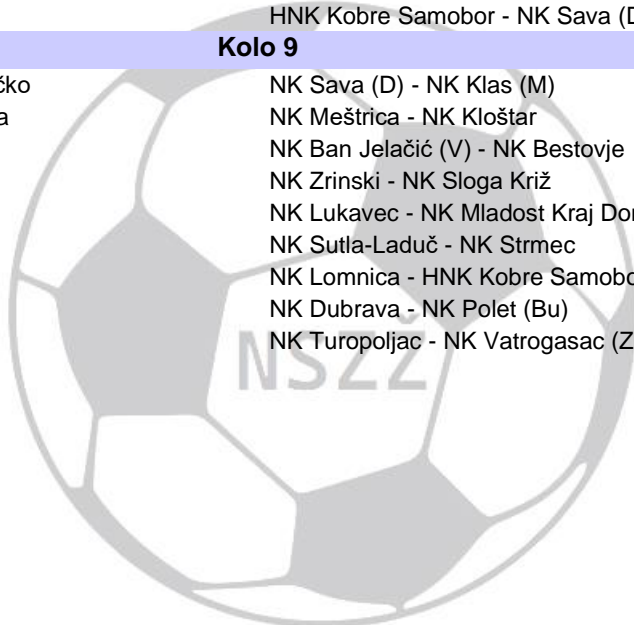 HNK Kobre Samobor - NK Sava (D
Kolo 9
NK Sava (D) - NK Klas (M)
NK Meštrica - NK Kloštar
NK Ban Jelačić (V) - NK Bestovje
NK Zrinski - NK Sloga Križ
NK Lukavec - NK Mladost Kraj Don
NK Sutla-Laduč - NK Strmec
NK Lomnica - HNK Kobre Samobo
NK Dubrava - NK Polet (Bu)
NK Turopoljac - NK Vatrogasac (Z
NSZŽ